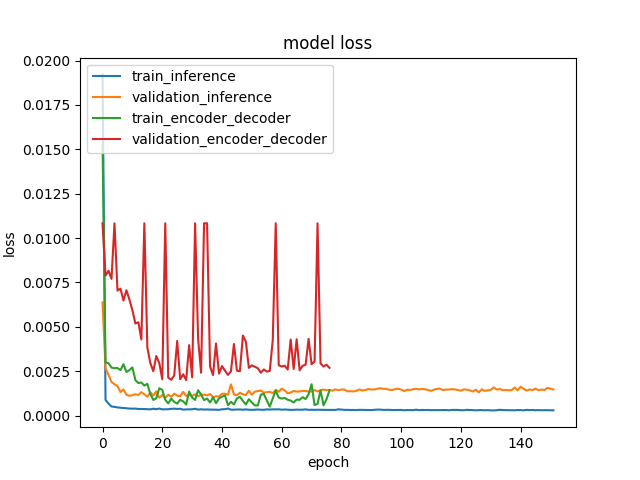 model loss
train_inference
validation_inference
train_encoder_decoder
validation_encoder_decoder
loss
0.0200
0.0175
0.0150
0.0125
0.0100
0.0075
0.0050
0.0025
0.0000
0 20 40 60 80 100 120 140
epoch